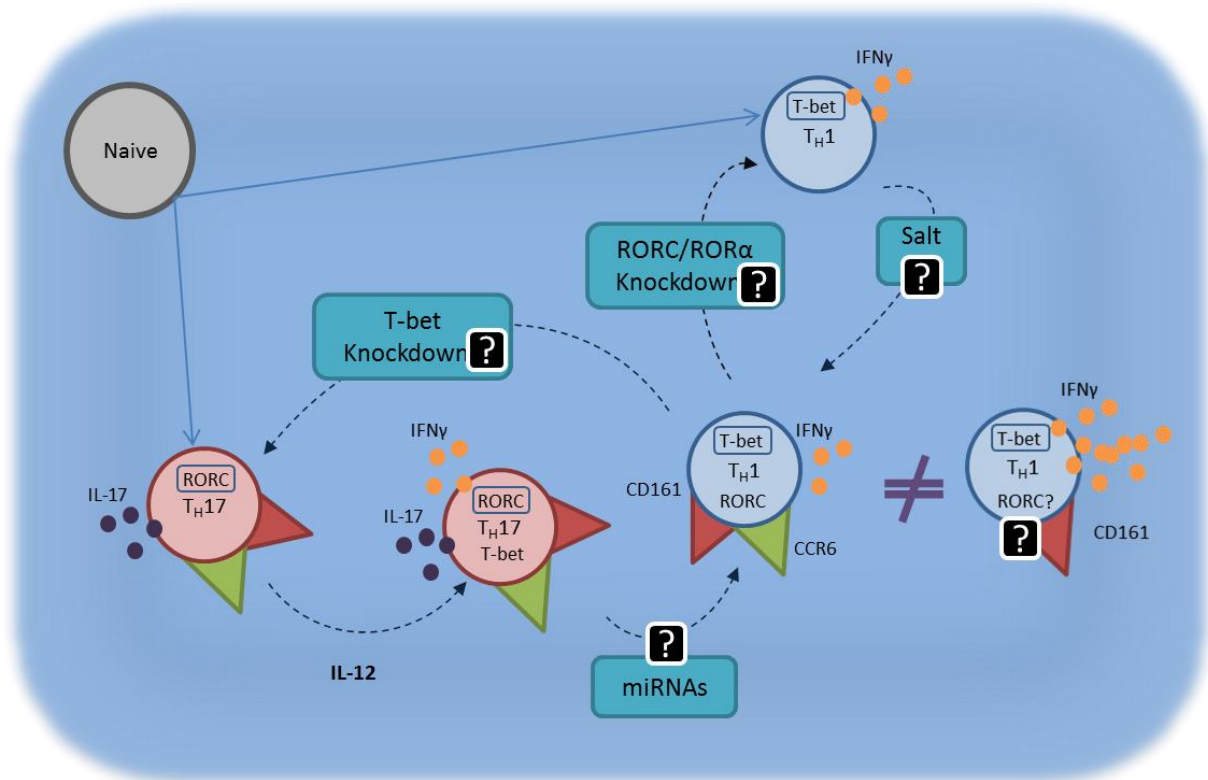 Naive
IFNγ
T-bet
TH1
RORC/RORα
Knockdown
?
Salt
?
T-bet
Knockdown
?
IFNγ
RORC
TH17
IL-17
IL-17
RORC
TH17
T-bet
T-bet
TH1
RORC
IFNγ
CD161
CCR6
≠
IFNγ
T-bet
TH1
RORC?
?
CD161
IL-12
?
miRNAs